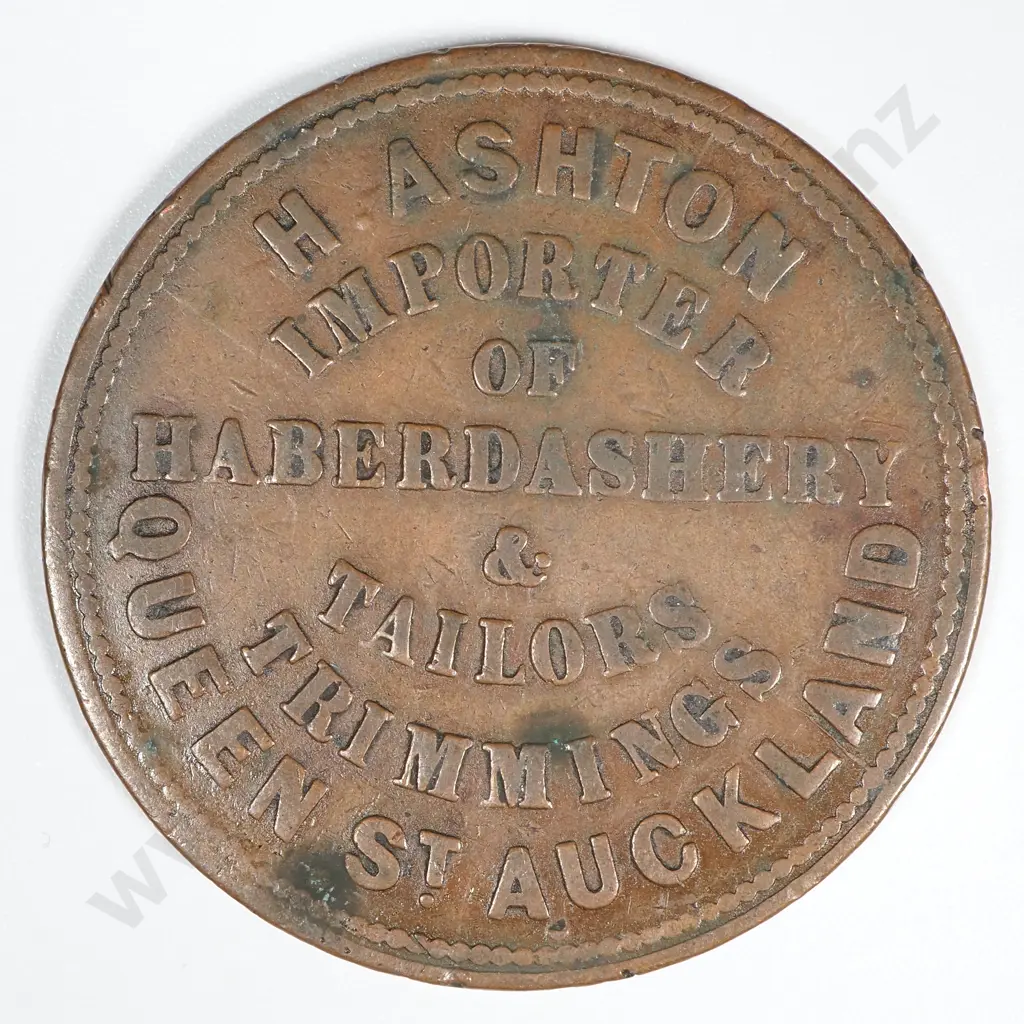 H ASHTON
IMPORTER
OF
HABERDASHERY
&
TAILORS
TRIMMINGS
QUEEN ST. AUCKLAND